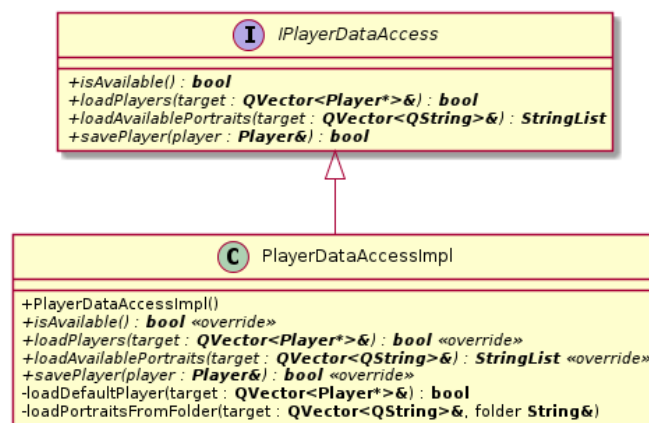 I IPlayerDataAccess
+isAvailable() : bool
+loadPlayers(target : QVector<Player*>&) : bool
+loadAvailablePortraits(target : QVector<QString>&) : StringList
+savePlayer(player : Player&) : bool
C PlayerDataAccessImpl
+PlayerDataAccessImpl()
+isAvailable() : bool «override»
+loadPlayers(target : QVector<Player*>&) : bool «override»
+loadAvailablePortraits(target : QVector<QString>&) : StringList «override»
+savePlayer(player : Player&) : bool «override»
-loadDefaultPlayer(target : QVector<Player*>&) : bool
-loadPortraitsFromFolder(target : QVector<QString>&, folder String&)